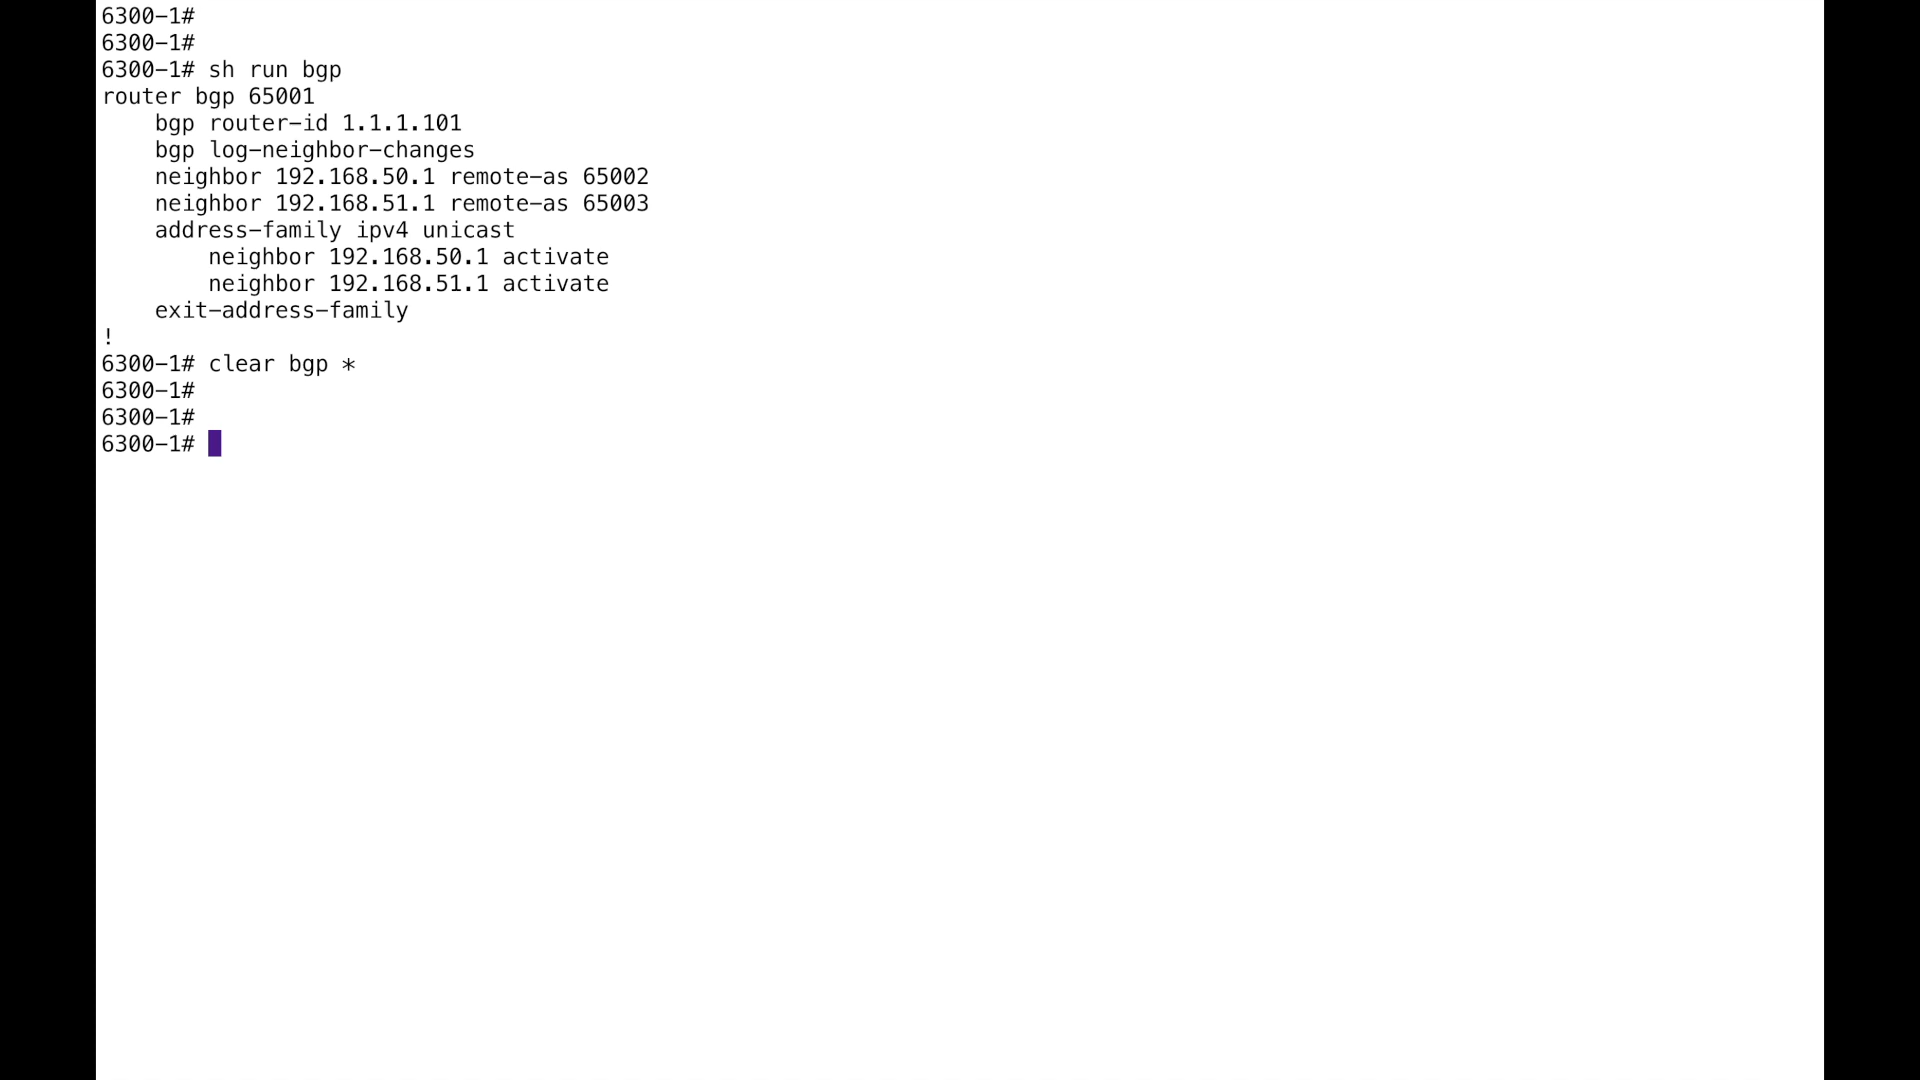 6300-1#
6300-1#
6300-1# sh run bgp
router bgp 65001
    bgp router-id 1.1.1.101
    bgp log-neighbor-changes
    neighbor 192.168.50.1 remote-as 65002
    neighbor 192.168.51.1 remote-as 65003
    address-family ipv4 unicast
        neighbor 192.168.50.1 activate
        neighbor 192.168.51.1 activate
    exit-address-family
!
6300-1# clear bgp *
6300-1#
6300-1#
6300-1#